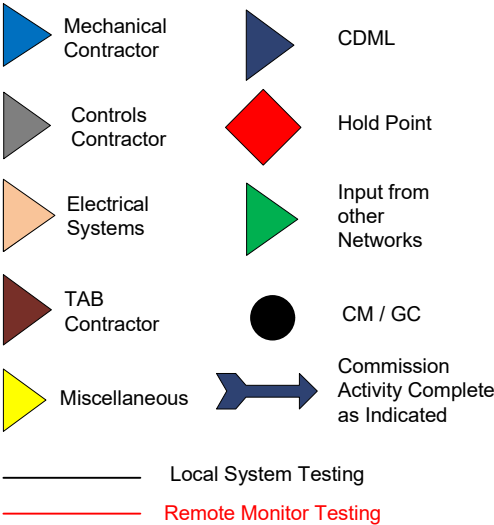 Mechanical
Contractor
CDML
Controls
Contractor
Hold Point
Electrical
Systems
Input from
other
Networks
TAB
Contractor
CM / GC
Miscellaneous
Commission
Activity Complete
as Indicated
Local System Testing
Remote Monitor Testing